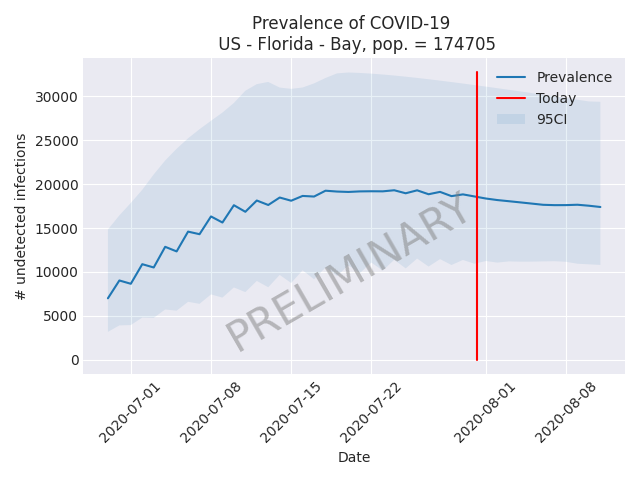 Prevalence of COVID-19
US - Florida - Bay, pop. = 174705
# undetected infections
30000
25000
20000
15000
10000
5000
0
Prevalence
Today
95CI
PRELIMINARY
2020-07-01
2020-07-08
2020-07-15
2020-07-22
2020-08-01
2020-08-08
Date